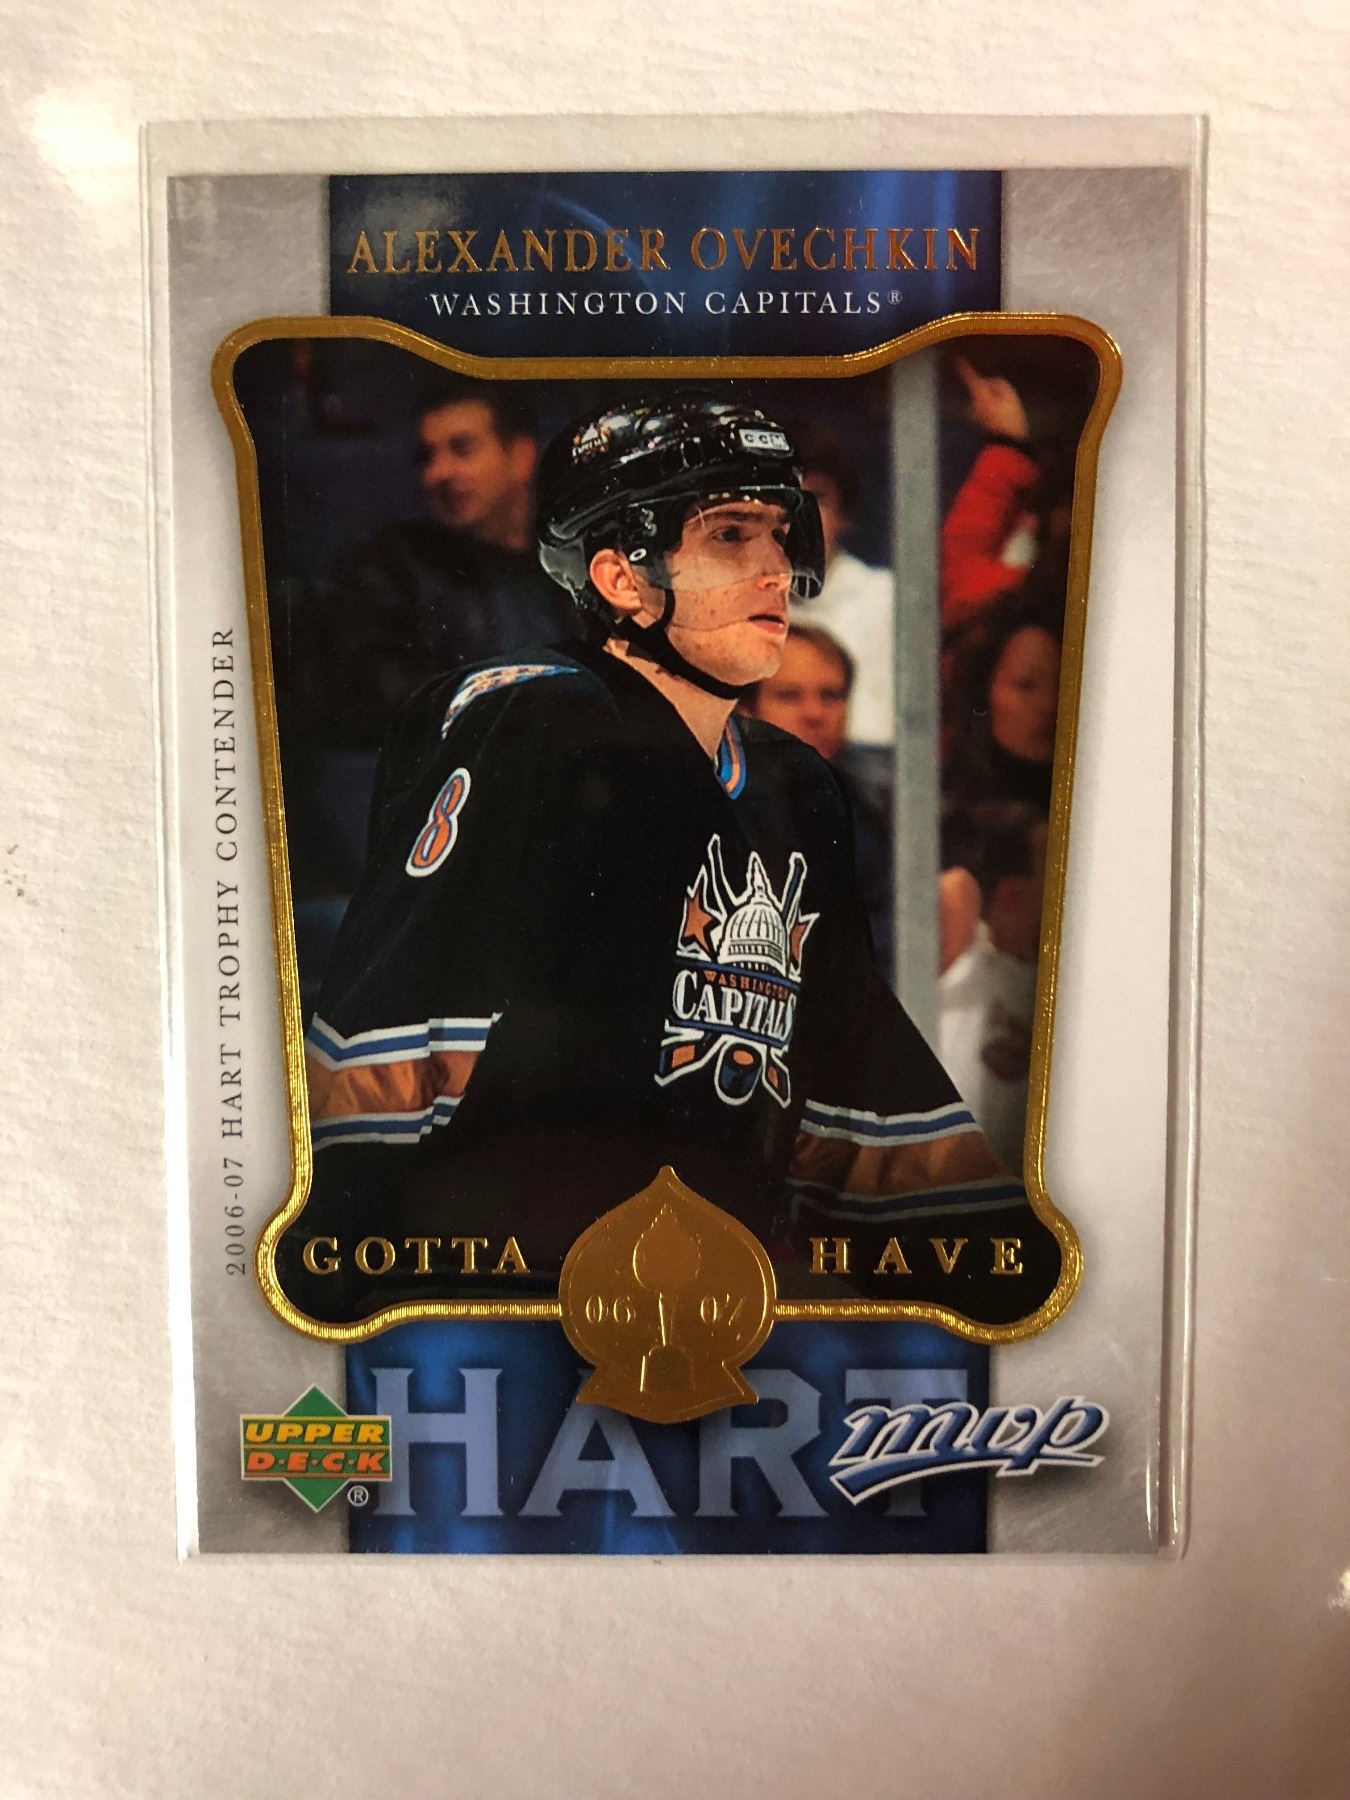 ALEXANDER OVECHKIN
WASHINGTON CAPITALS®
CCM
8
WASHINGTON
CAPITALS
2006-07 HART TROPHY CONTENDER
GOTTA HAVE
06 07
HART
UPPER
D·E·C·K
®
mvp